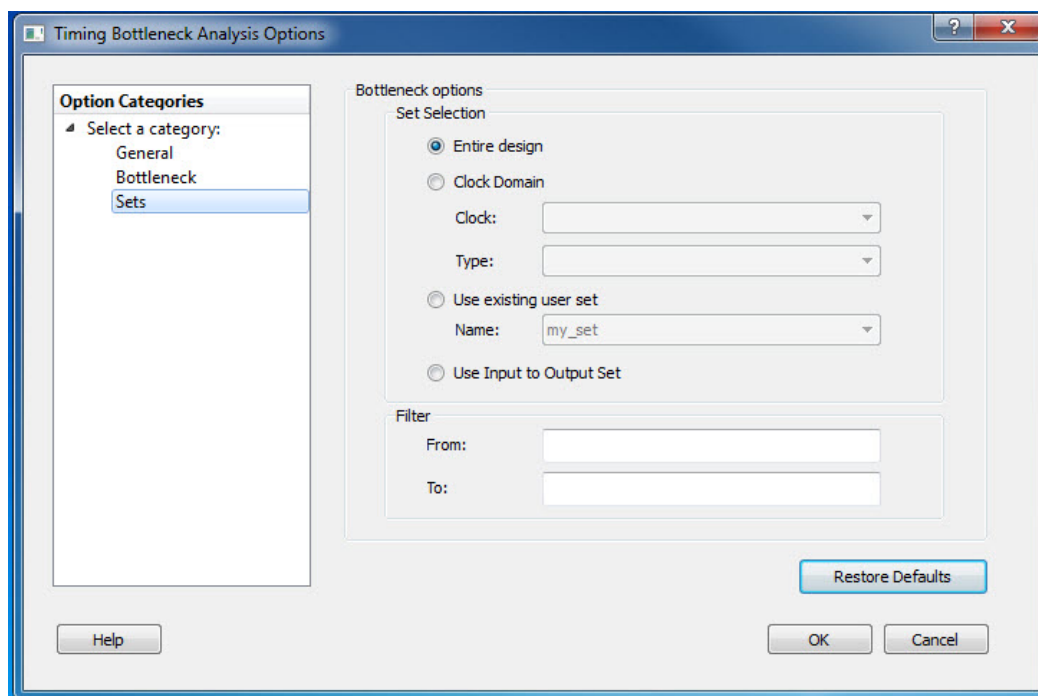 Timing Bottleneck Analysis Options
?
Option Categories
Select a category:
General
Bottleneck
Sets
Bottleneck options
Set Selection
Entire design
Clock Domain
Clock:
Type:
Use existing user set
Name: my_set
Use Input to Output Set
Filter
From:
To:
Restore Defaults
Help OK Cancel